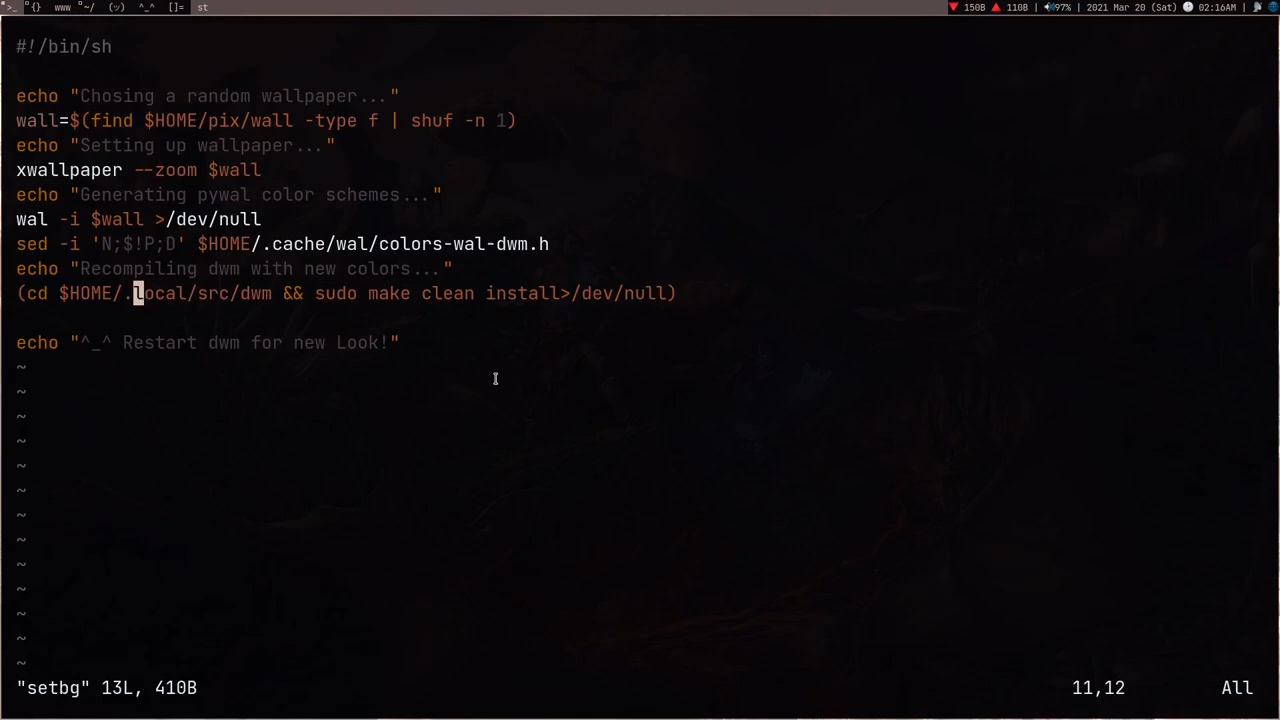 >_ {} www ~/ (ツ) ^_^ []= st 150B 110B | 97% | 2021 Mar 20 (Sat) 02:16AM |
#!/bin/sh
echo "Chosing a random wallpaper..."
wall=$(find $HOME/pix/wall -type f | shuf -n 1)
echo "Setting up wallpaper..."
xwallpaper --zoom $wall
echo "Generating pywal color schemes..."
wal -i $wall >/dev/null
sed -i 'N;$!P;D' $HOME/.cache/wal/colors-wal-dwm.h
echo "Recompiling dwm with new colors..."
(cd $HOME/.local/src/dwm && sudo make clean install>/dev/null)
echo "^_^ Restart dwm for new Look!"
~
~
~
~
~
~
~
~
~
~
~
~
~
"setbg" 13L, 410B 11,12 All